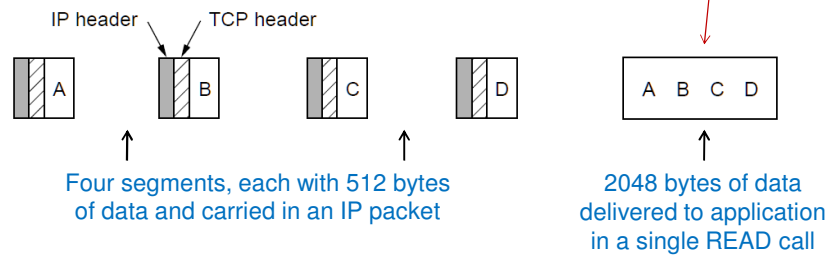 IP header
TCP header
A
B
C
D
A B C D
Four segments, each with 512 bytes
of data and carried in an IP packet
2048 bytes of data
delivered to application
in a single READ call